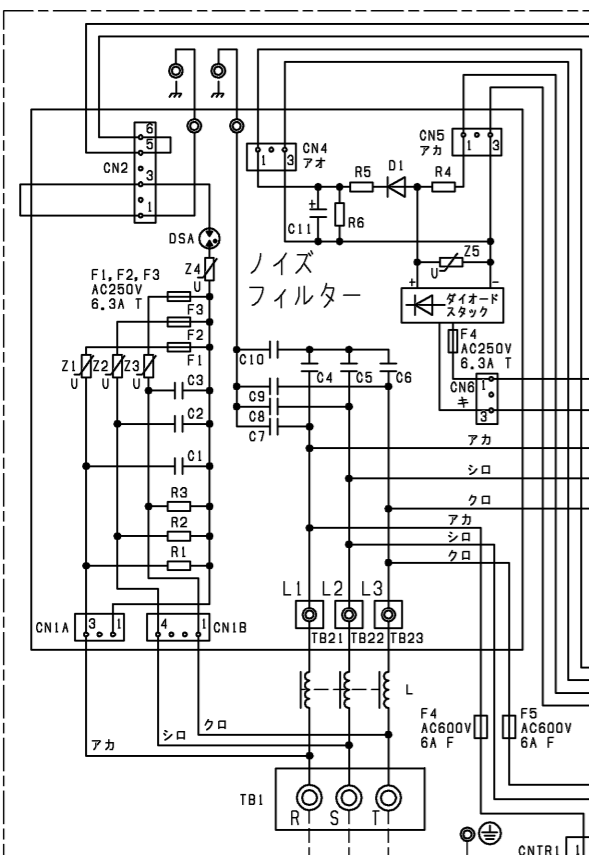 6
5
3
1
CN2
CN4
アオ
1
3
CN5
アカ
1
3
R5
D1
R4
+
C11
R6
DSA
Z4
U
ノイズ
フィルター
Z5
U
+
-
ダイオード
スタック
F1,F2,F3
AC250V
6.3A T
F3
F2
F1
F4
AC250V
6.3A T
Z1
U
Z2
U
Z3
U
C10
C4
C5
C6
CN6
キ
1
3
C3
C9
C8
C7
C2
アカ
C1
シロ
R3
クロ
アカ
R2
シロ
R1
クロ
L1
L2
L3
CN1A
3
1
4
1
CN1B
TB21
TB22
TB23
L
アカ
シロ
クロ
F4
AC600V
6A F
F5
AC600V
6A F
TB1
R
S
T
CNTR1
1